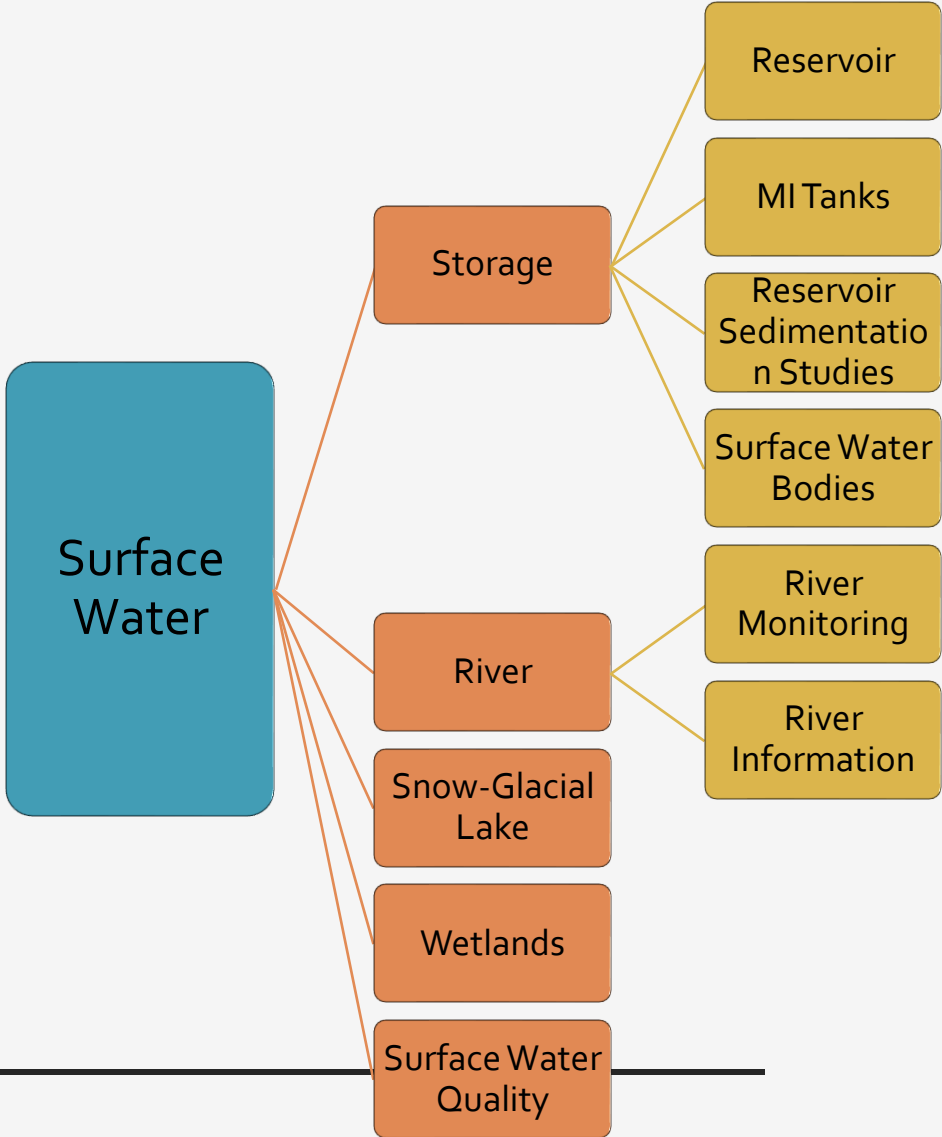 Surface
Water
Storage
Reservoir
MI Tanks
Reservoir
Sedimentatio
n Studies
Surface Water
Bodies
River
River
Monitoring
River
Information
Snow-Glacial
Lake
Wetlands
Surface Water
Quality